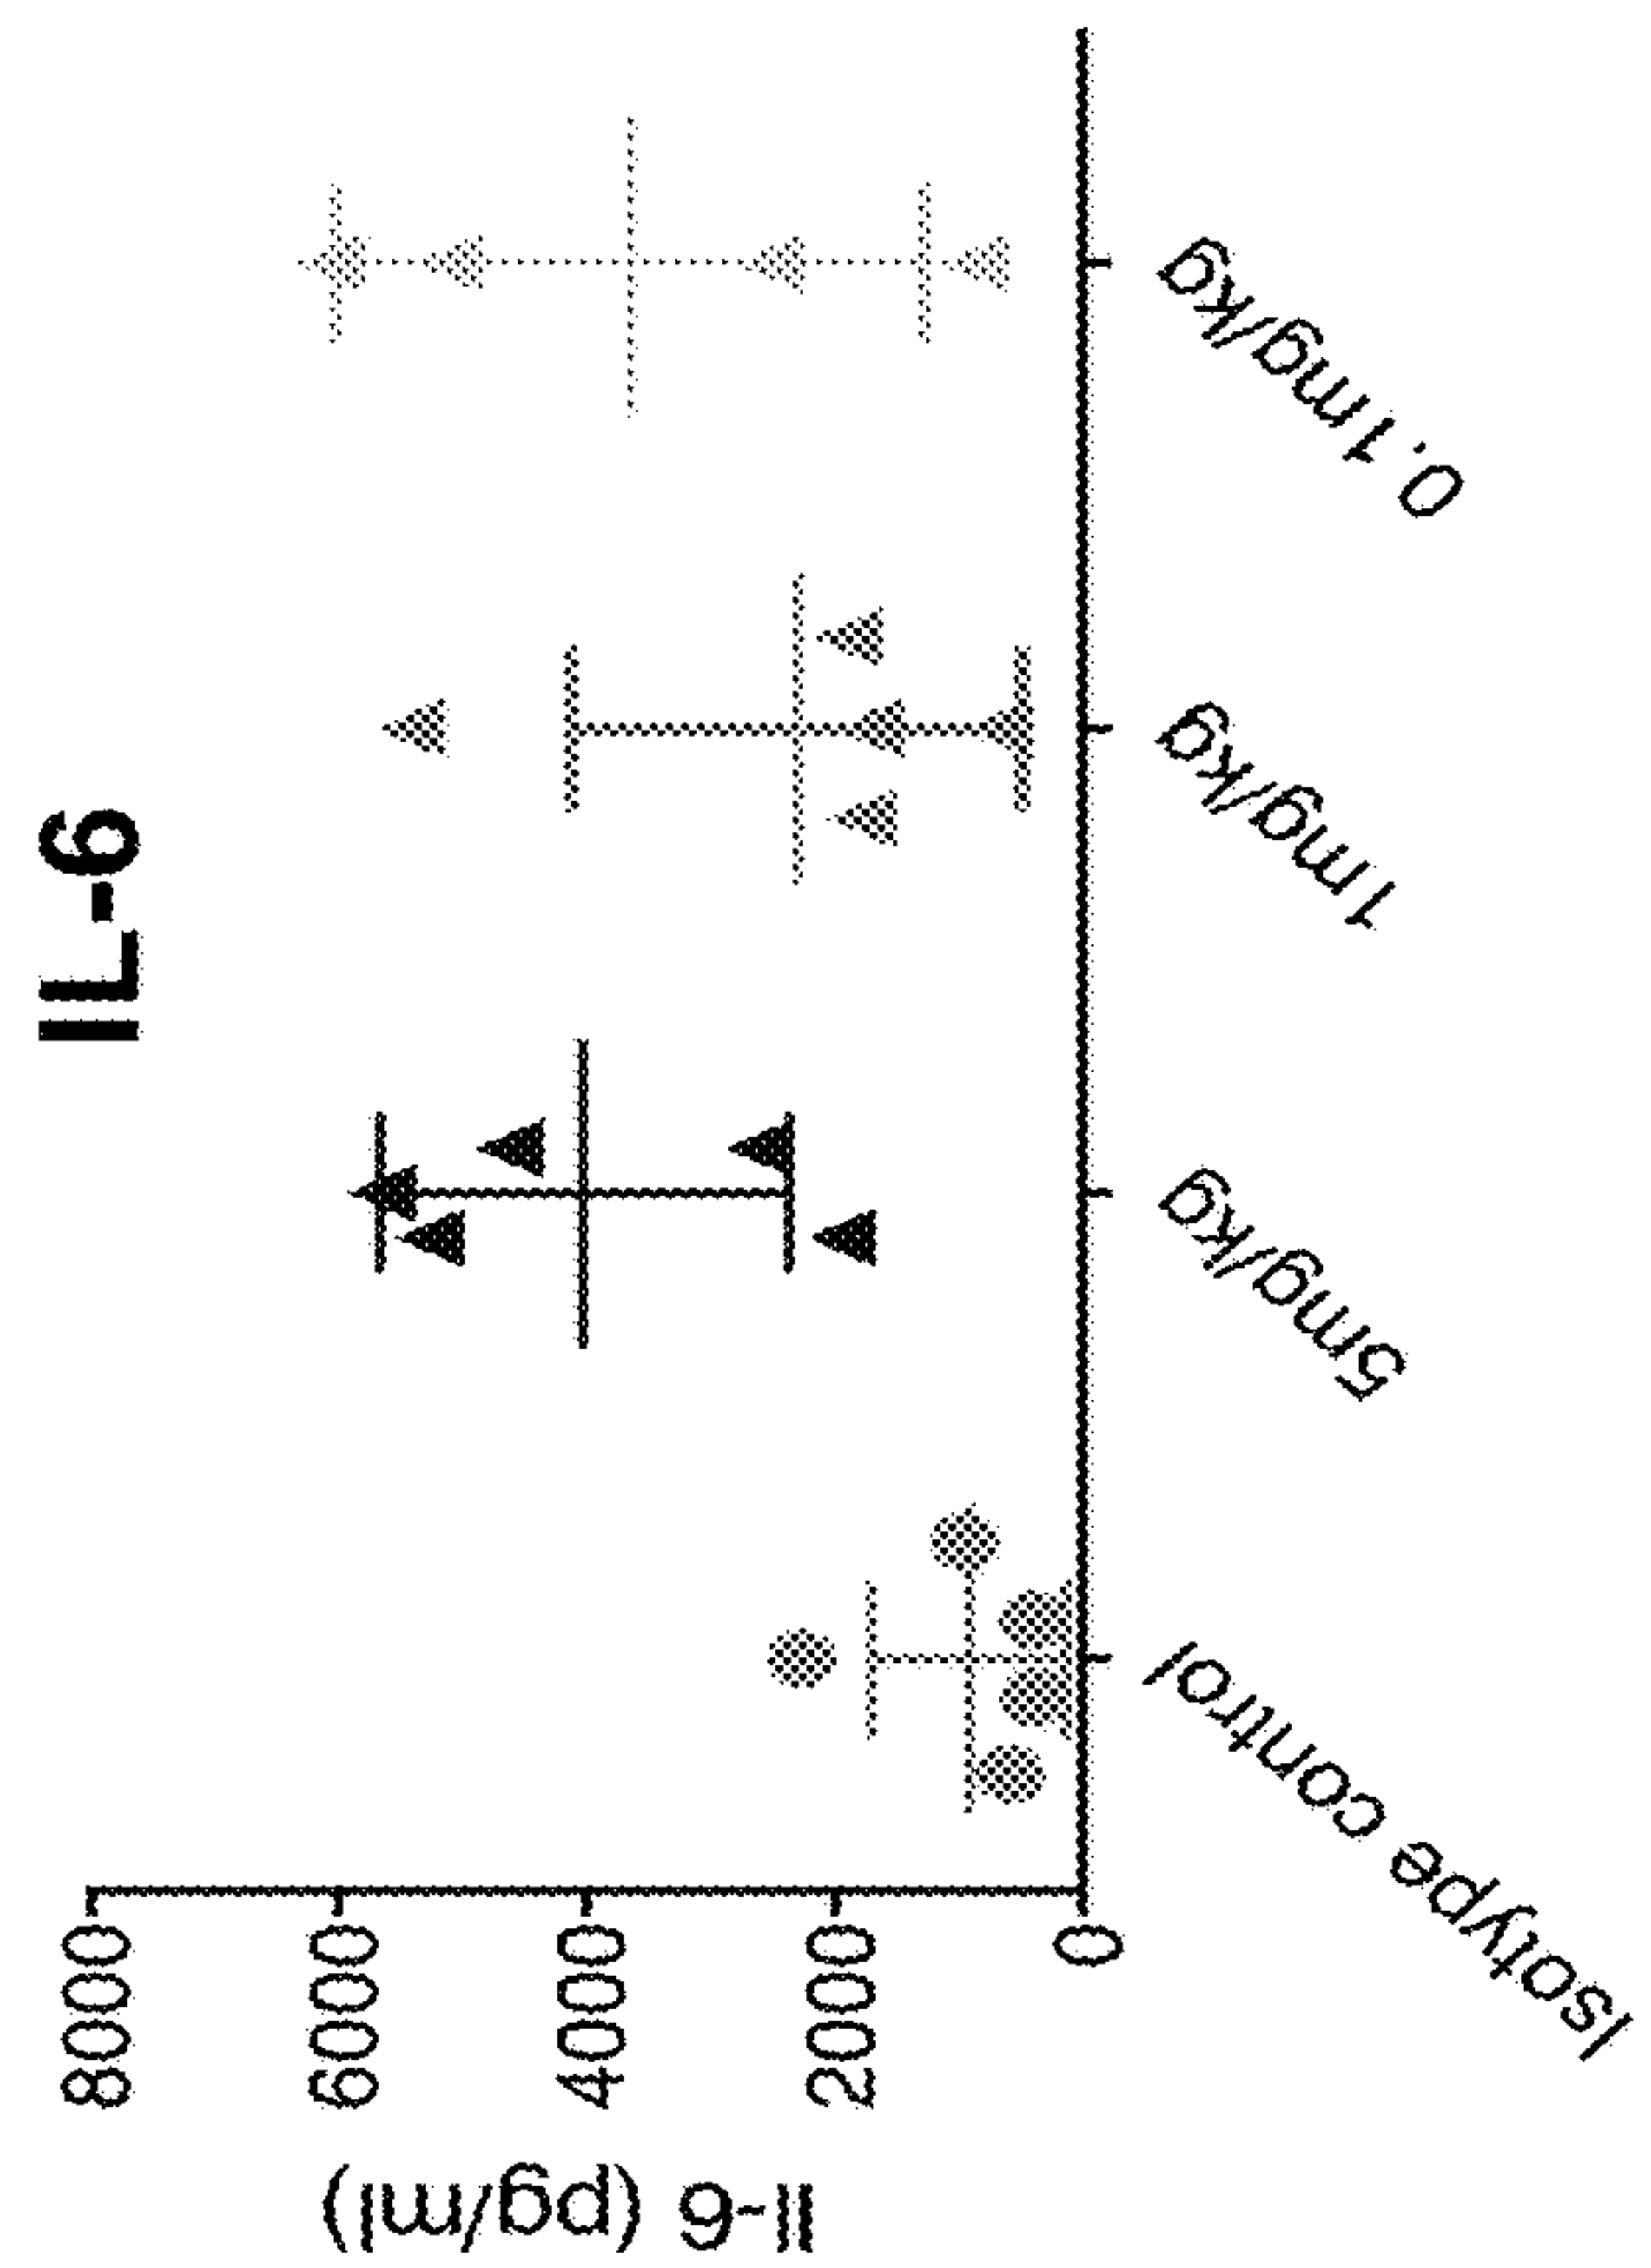 IL-6
Il-6 (pg/ml)
8000
6000
4000
2000
0
Isotype control
5mg/kg
1mg/kg
0.1mg/kg